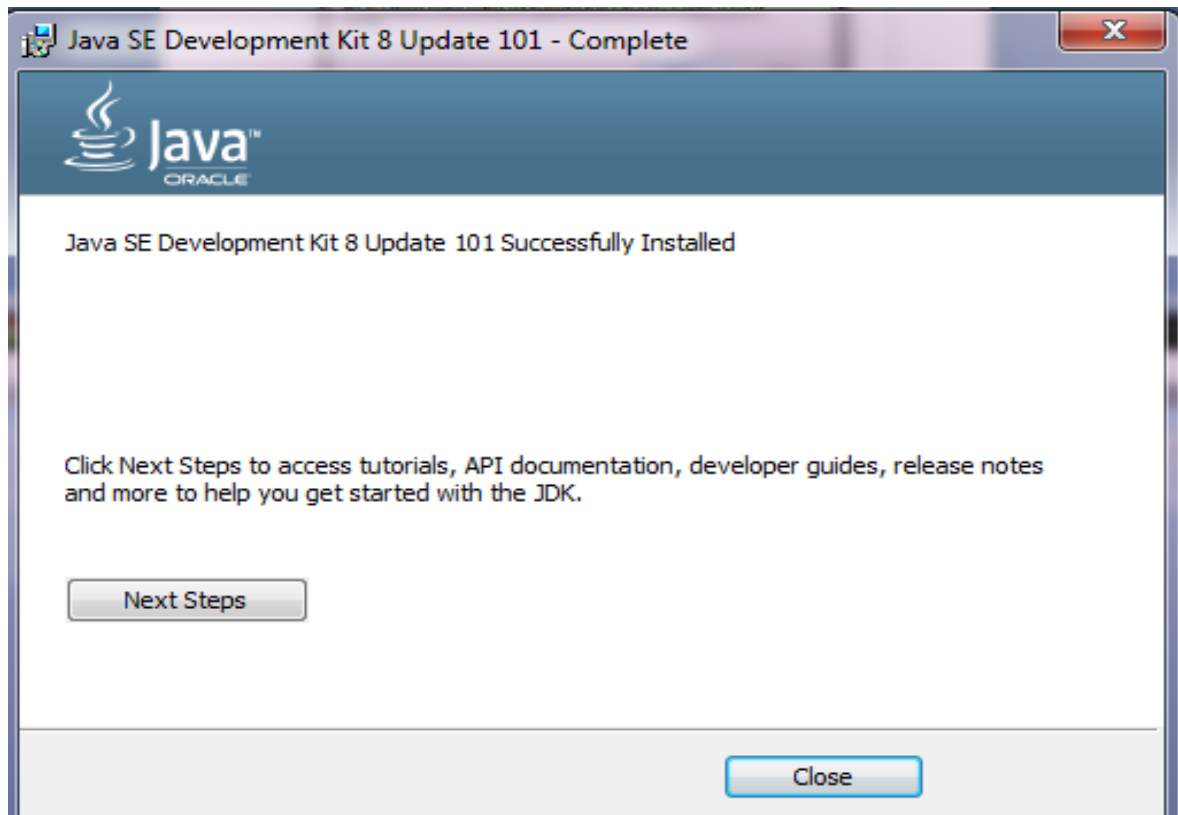 Java SE Development Kit 8 Update 101 - Complete
Java™
ORACLE
Java SE Development Kit 8 Update 101 Successfully Installed
Click Next Steps to access tutorials, API documentation, developer guides, release notes
and more to help you get started with the JDK.
Next Steps
Close